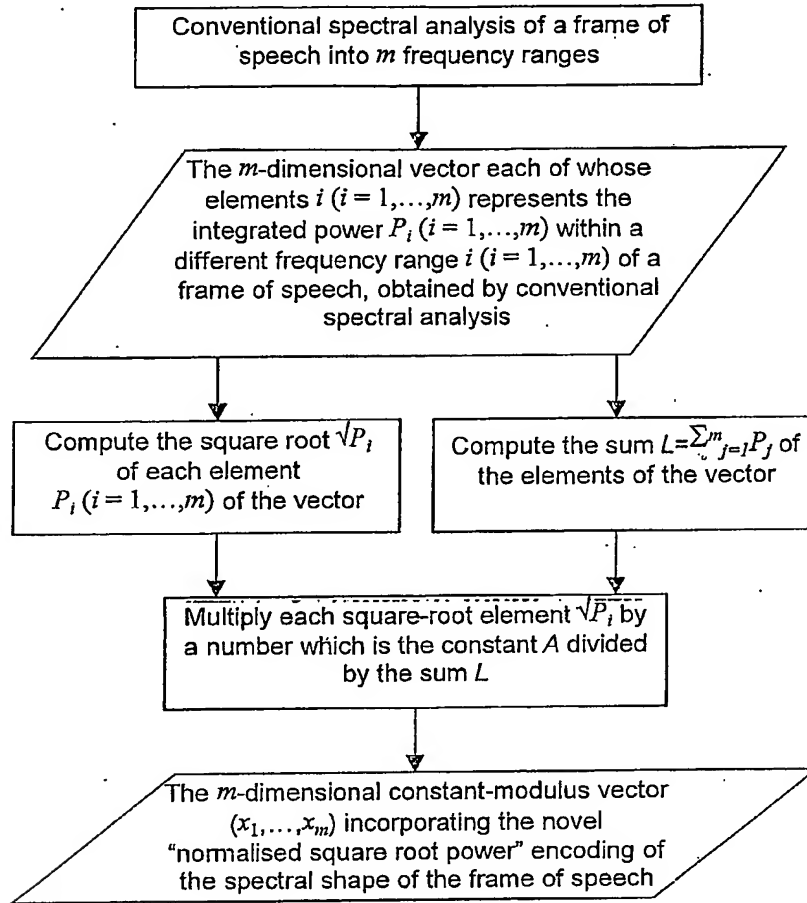 Conventional spectral analysis of a frame of
speech into m frequency ranges
The m-dimensional vector each of whose
elements i (i = 1,...,m) represents the
integrated power Pᵢ (i = 1,...,m) within a
different frequency range i (i = 1,...,m) of a
frame of speech, obtained by conventional
spectral analysis
Compute the square root √Pᵢ
of each element
Pᵢ (i = 1,...,m) of the vector
Compute the sum L=Σᵐⱼ₌₁Pⱼ of
the elements of the vector
Multiply each square-root element √Pᵢ by
a number which is the constant A divided
by the sum L
The m-dimensional constant-modulus vector
(x₁,...,xₘ) incorporating the novel
“normalised square root power” encoding of
the spectral shape of the frame of speech